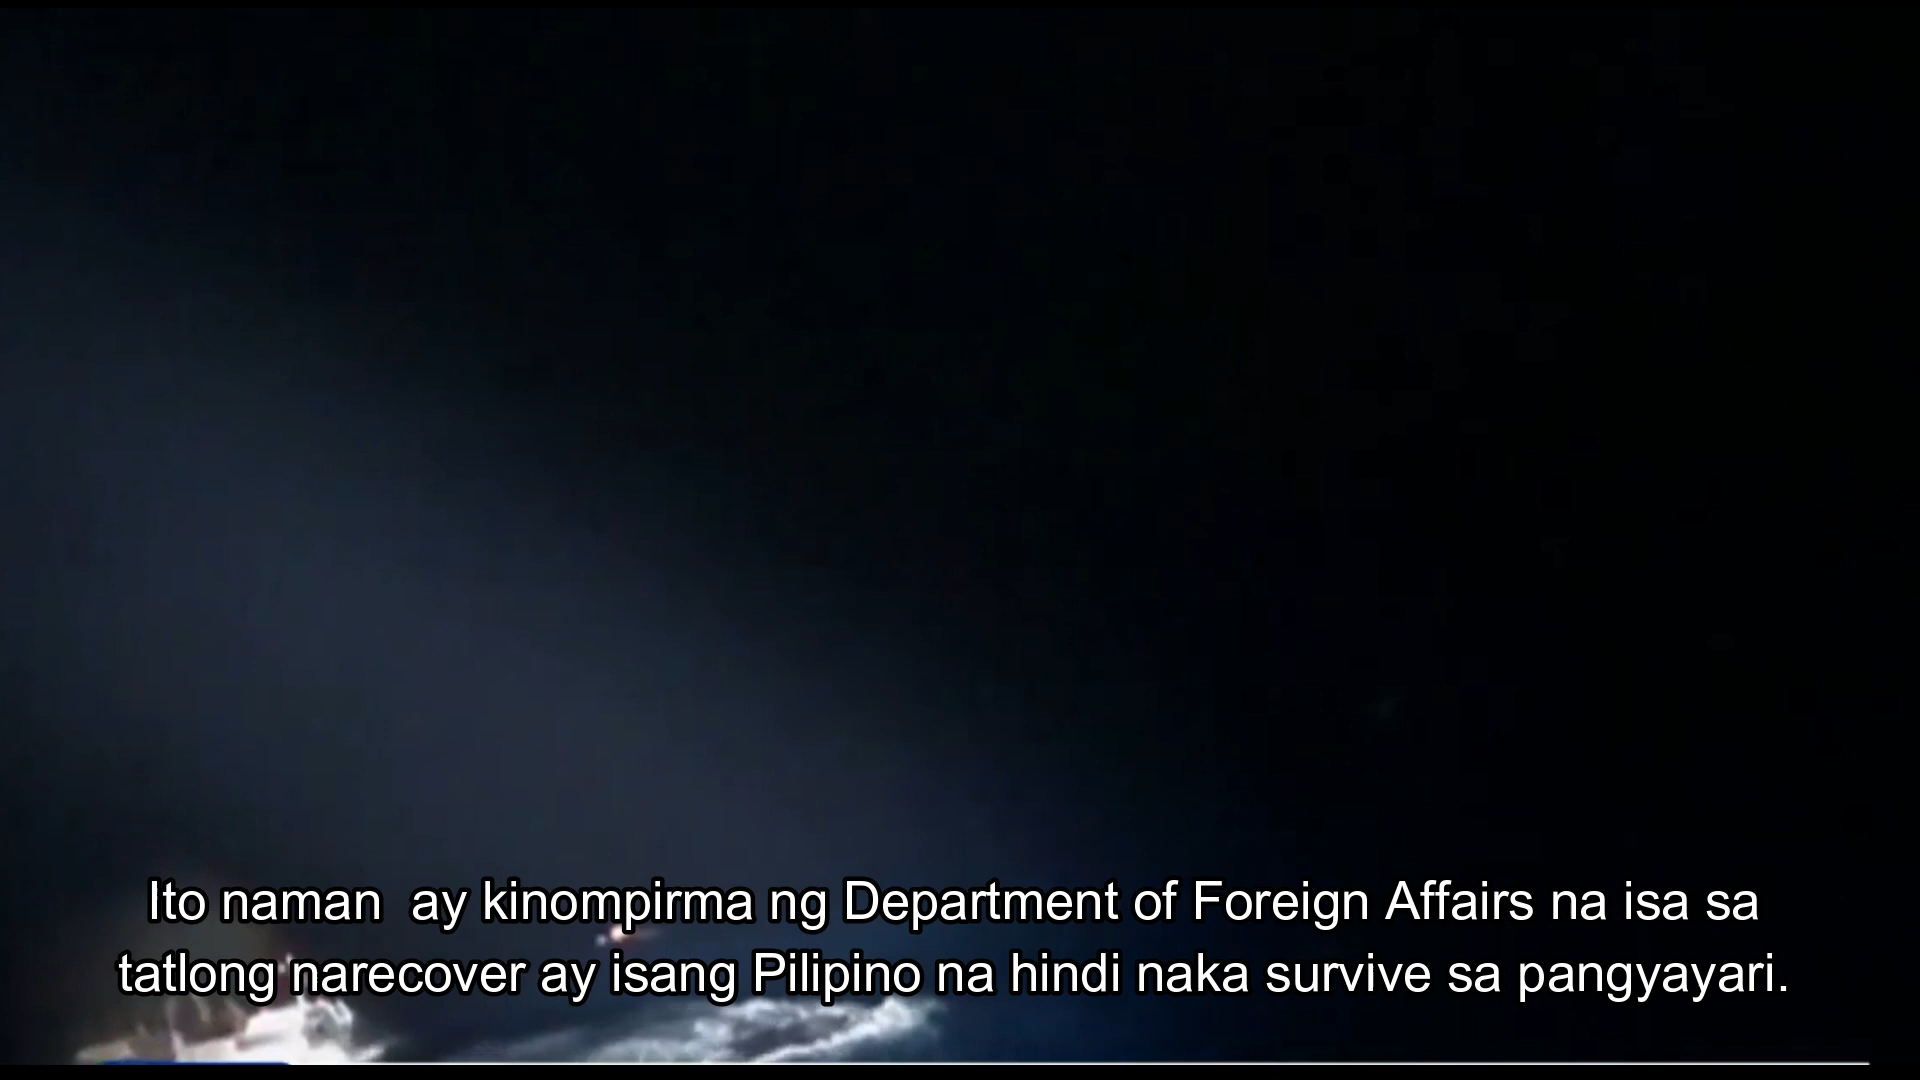 Ito naman  ay kinompirma ng Department of Foreign Affairs na isa sa
tatlong narecover ay isang Pilipino na hindi naka survive sa pangyayari.